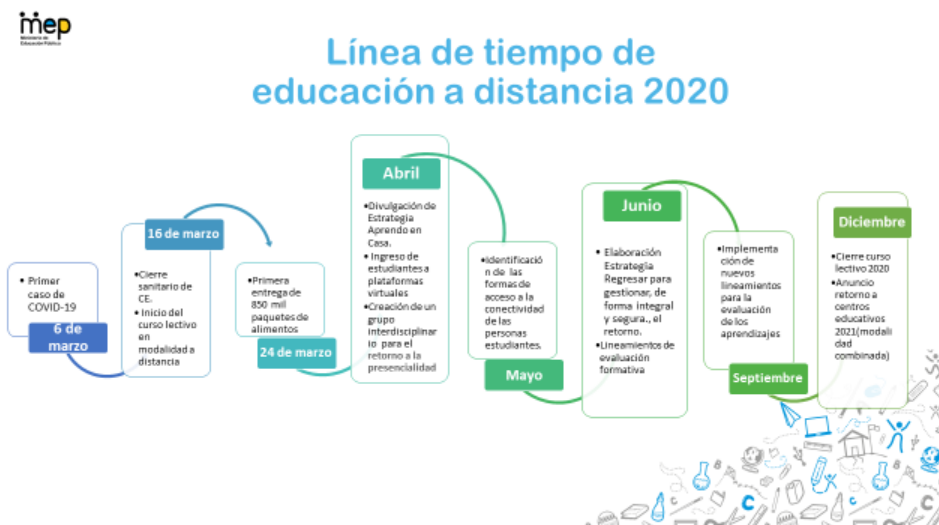 mep
Ministerio de
Educación Pública
Línea de tiempo de
educación a distancia 2020
• Primer
caso de
COVID-19
6 de
marzo
16 de marzo
•Cierre
sanitario de
CE.
• Inicio del
curso lectivo
en
modalidad a
distancia
•Primera
entrega de
850 mil
paquetes de
alimentos
24 de marzo
Abril
•Divulgación de
Estrategia
Aprendo en
Casa.
• Ingreso de
estudiantes a
plataformas
virtuales
•Creación de un
grupo
interdisciplinar
io para el
retorno a la
presencialidad
•Identificació
n de las
formas de
acceso a la
conectividad
de las
personas
estudiantes.
Mayo
Junio
• Elaboración
Estrategia
Regresar para
gestionar, de
forma integral
y segura., el
retorno.
•Lineamientos de
evaluación
formativa
•Implementa
ción de
nuevos
lineamientos
para la
evaluación
de los
aprendizajes
Septiembre
Diciembre
•Cierre curso
lectivo 2020
•Anuncio
retorno a
centros
educativos
2021(modali
dad
combinada)